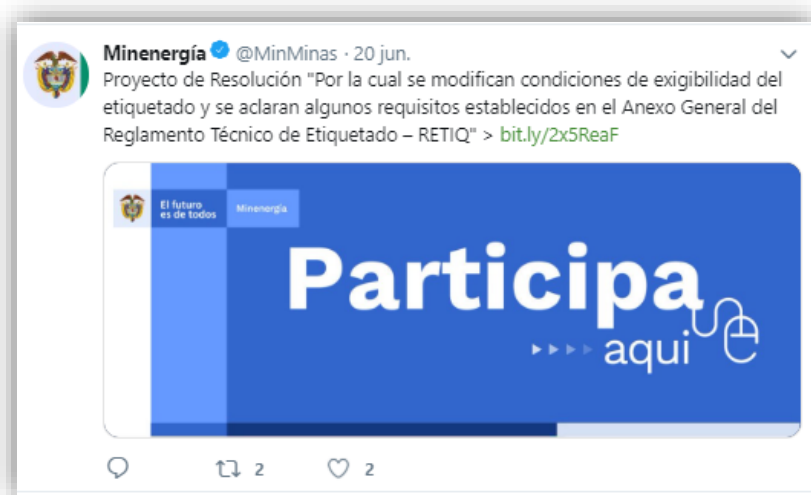 Minenergía @MinMinas · 20 jun.
Proyecto de Resolución "Por la cual se modifican condiciones de exigibilidad del
etiquetado y se aclaran algunos requisitos establecidos en el Anexo General del
Reglamento Técnico de Etiquetado – RETIQ" > bit.ly/2x5ReaF
El futuro
es de todos
Minenergía
Participa
aqui
2 2